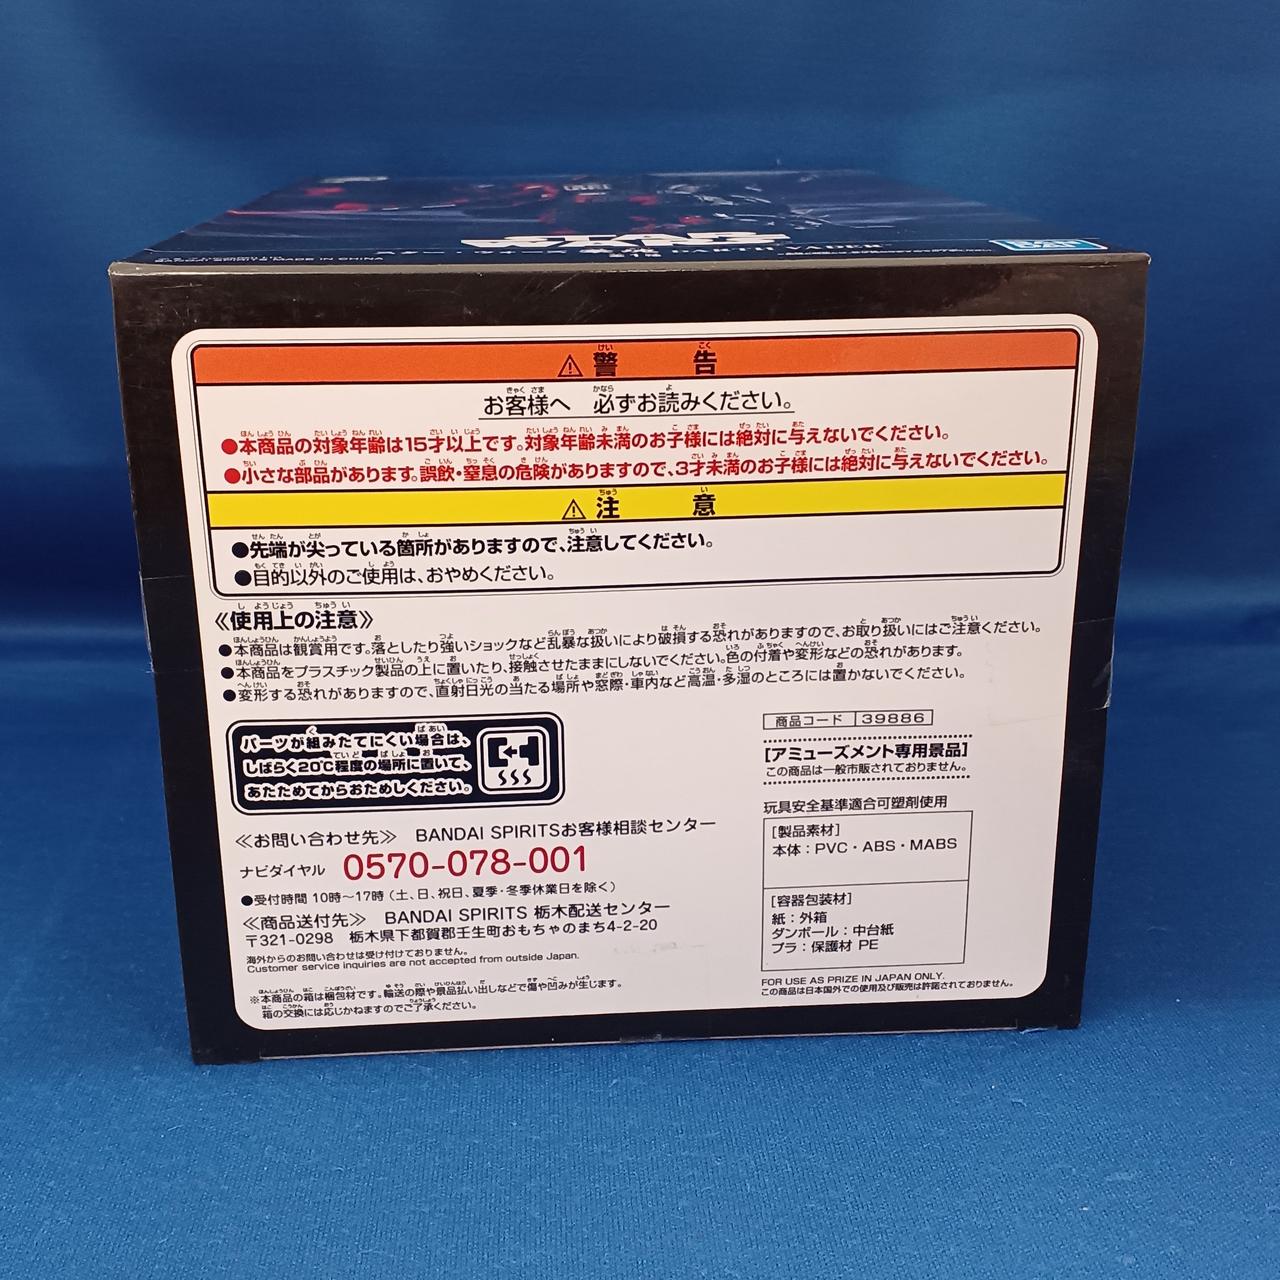 STAR WARS
スター・ウォーズ DARTH VADER
全1種
MADE IN CHINA
BANDAI
警告
お客様へ 必ずお読みください。
●本商品の対象年齢は15才以上です。対象年齢未満のお子様には絶対に与えないでください。
●小さな部品があります。誤飲・窒息の危険がありますので、3才未満のお子様には絶対に与えないでください。
注意
●先端が尖っている箇所がありますので、注意してください。
●目的以外のご使用は、おやめください。
《使用上の注意》
●本商品は観賞用です。落としたり強いショックなど乱暴な扱いにより破損する恐れがありますので、お取り扱いにはご注意ください。
●本商品をプラスチック製品の上に置いたり、接触させたままにしないでください。色の付着や変形などの恐れがあります。
●変形する恐れがありますので、直射日光の当たる場所や窓際・車内など高温・多湿のところには置かないでください。
パーツが組みたてにくい場合は、
しばらく20℃程度の場所に置いて、
あたためてからおためしください。
商品コード 39886
[アミューズメント専用景品]
この商品は一般市販されておりません。
玩具安全基準適合可塑剤使用
[製品素材]
本体：PVC・ABS・MABS
[容器包装材]
紙：外箱
ダンボール：中台紙
プラ：保護材 PE
FOR USE AS PRIZE IN JAPAN ONLY.
この商品は日本国外での使用及び販売は許諾されておりません。
≪お問い合わせ先≫ BANDAI SPIRITSお客様相談センター
ナビダイヤル 0570-078-001
●受付時間 10時～17時（土、日、祝日、夏季・冬季休業日を除く）
≪商品送付先≫ BANDAI SPIRITS 栃木配送センター
〒321-0298 栃木県下都賀郡壬生町おもちゃのまち4-2-20
海外からのお問い合わせは受け付けておりません。
Customer service inquiries are not accepted from outside Japan.
※本商品の箱は梱包材です。輸送の際や景品払い出しなどで傷や凹みが生じます。
箱の交換には応じかねますのでご了承ください。